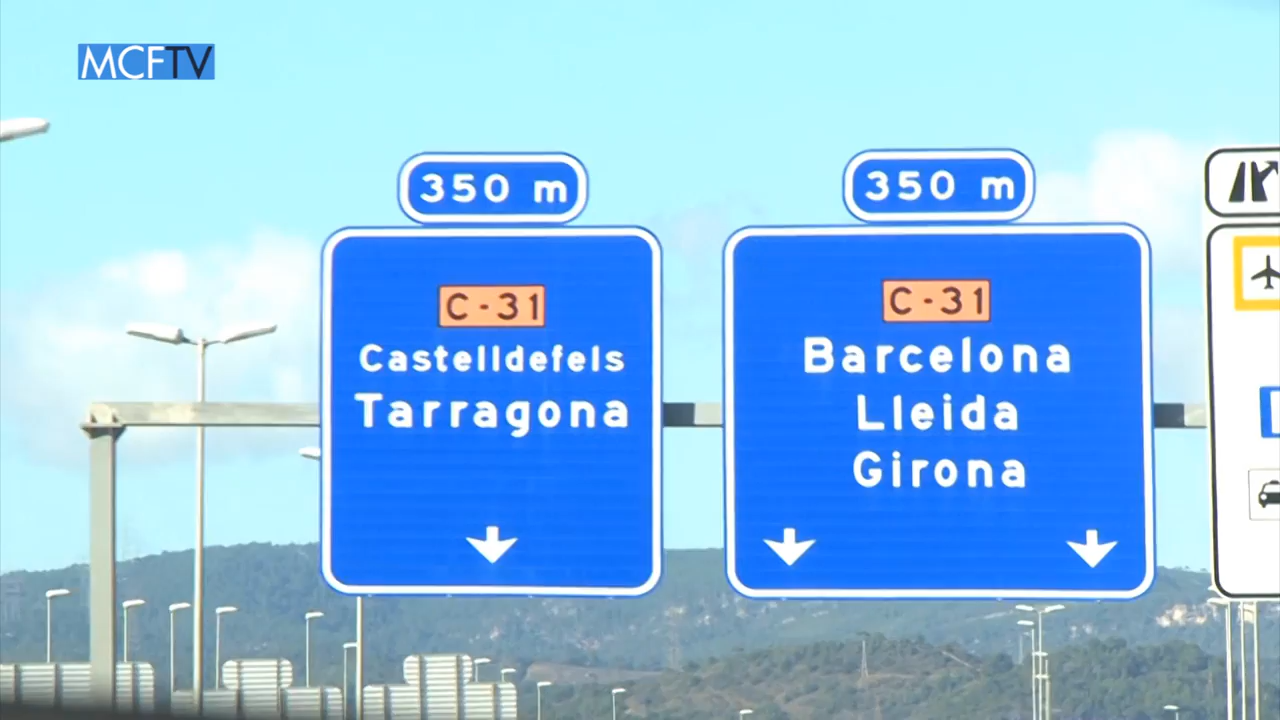 MCFTV
350 m
C-31
Castelldefels
Tarragona
350 m
C-31
Barcelona
Lleida
Girona